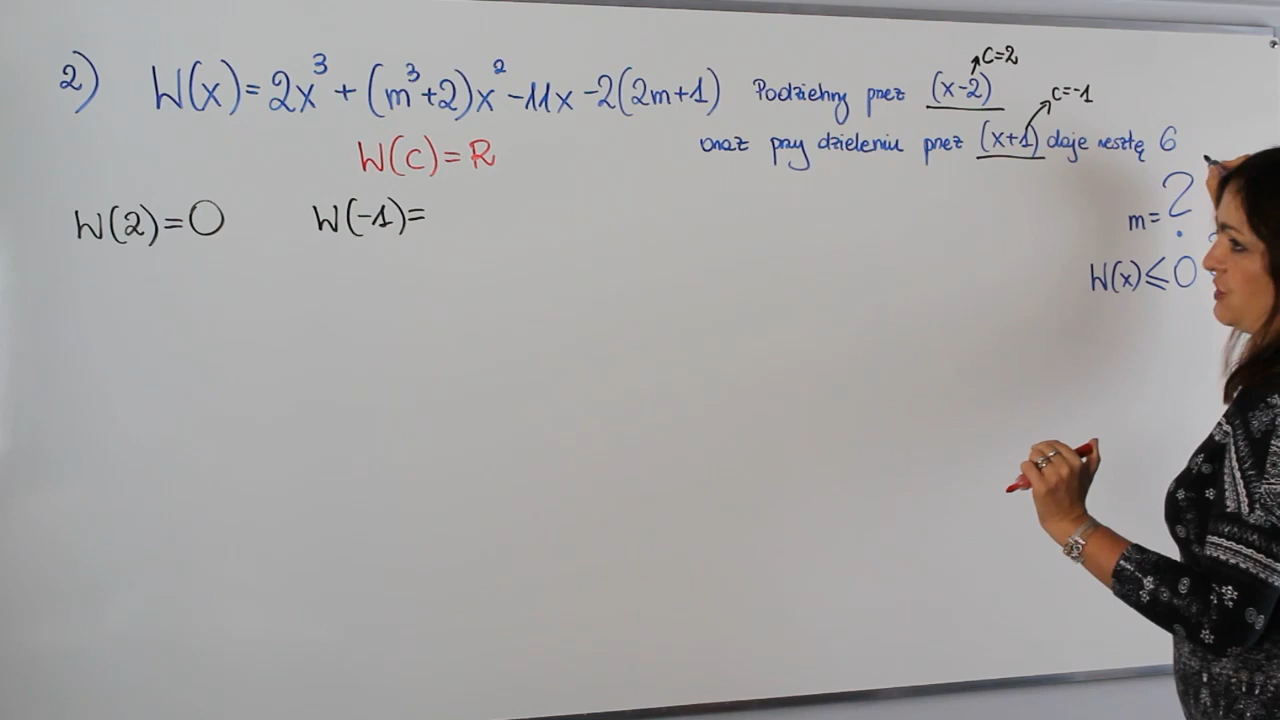 2) W(x)=2x³+(m³+2)x²-11x-2(2m+1) Podzielny przez (x-2) C=2
oraz przy dzieleniu przez (x+1) daje resztę 6 C=-1
W(C)=R
W(2)=0 W(-1)=
m=?
W(x)≤0